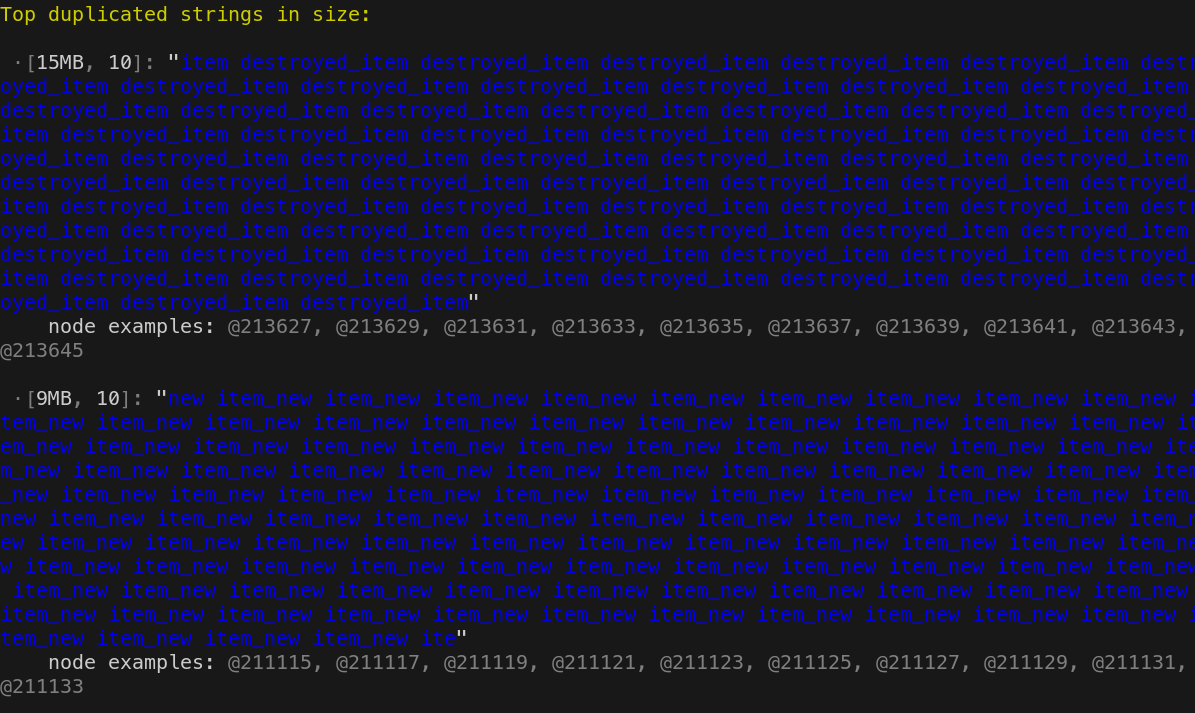 Top duplicated strings in size:
·[15MB, 10]: "item destroyed_item destroyed_item destroyed_item destroyed_item destroyed_item destr
oyed_item destroyed_item destroyed_item destroyed_item destroyed_item destroyed_item destroyed_item
destroyed_item destroyed_item destroyed_item destroyed_item destroyed_item destroyed_item destroyed_
item destroyed_item destroyed_item destroyed_item destroyed_item destroyed_item destroyed_item destr
oyed_item destroyed_item destroyed_item destroyed_item destroyed_item destroyed_item destroyed_item
destroyed_item destroyed_item destroyed_item destroyed_item destroyed_item destroyed_item destroyed_
item destroyed_item destroyed_item destroyed_item destroyed_item destroyed_item destroyed_item destr
oyed_item destroyed_item destroyed_item destroyed_item destroyed_item destroyed_item destroyed_item
destroyed_item destroyed_item destroyed_item destroyed_item destroyed_item destroyed_item destroyed_
item destroyed_item destroyed_item destroyed_item destroyed_item destroyed_item destroyed_item destr
oyed_item destroyed_item destroyed_item"
node examples: @213627, @213629, @213631, @213633, @213635, @213637, @213639, @213641, @213643,
@213645
·[9MB, 10]: "new item_new item_new item_new item_new item_new item_new item_new item_new item_new i
tem_new item_new item_new item_new item_new item_new item_new item_new item_new item_new item_new it
em_new item_new item_new item_new item_new item_new item_new item_new item_new item_new item_new ite
m_new item_new item_new item_new item_new item_new item_new item_new item_new item_new item_new item
_new item_new item_new item_new item_new item_new item_new item_new item_new item_new item_new item_
new item_new item_new item_new item_new item_new item_new item_new item_new item_new item_new item_n
ew item_new item_new item_new item_new item_new item_new item_new item_new item_new item_new item_ne
w item_new item_new item_new item_new item_new item_new item_new item_new item_new item_new item_new
item_new item_new item_new item_new item_new item_new item_new item_new item_new item_new item_new
item_new item_new item_new item_new item_new item_new item_new item_new item_new item_new item_new i
tem_new item_new item_new item_new ite"
node examples: @211115, @211117, @211119, @211121, @211123, @211125, @211127, @211129, @211131,
@211133